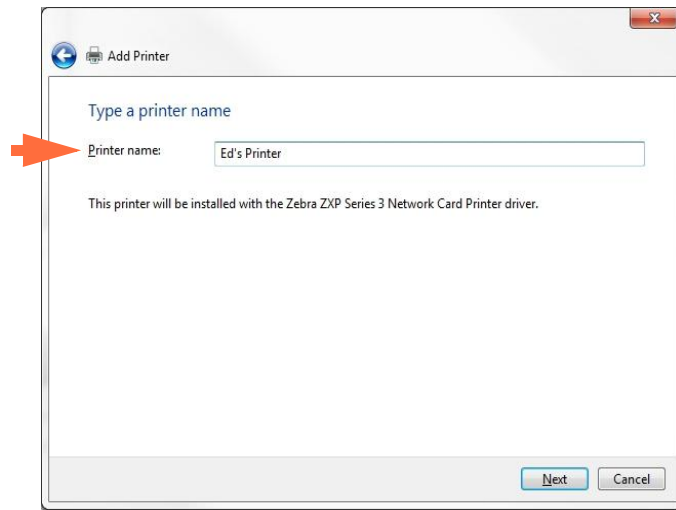 Add Printer
Type a printer name
Printer name: Ed's Printer
This printer will be installed with the Zebra ZXP Series 3 Network Card Printer driver.
Next Cancel